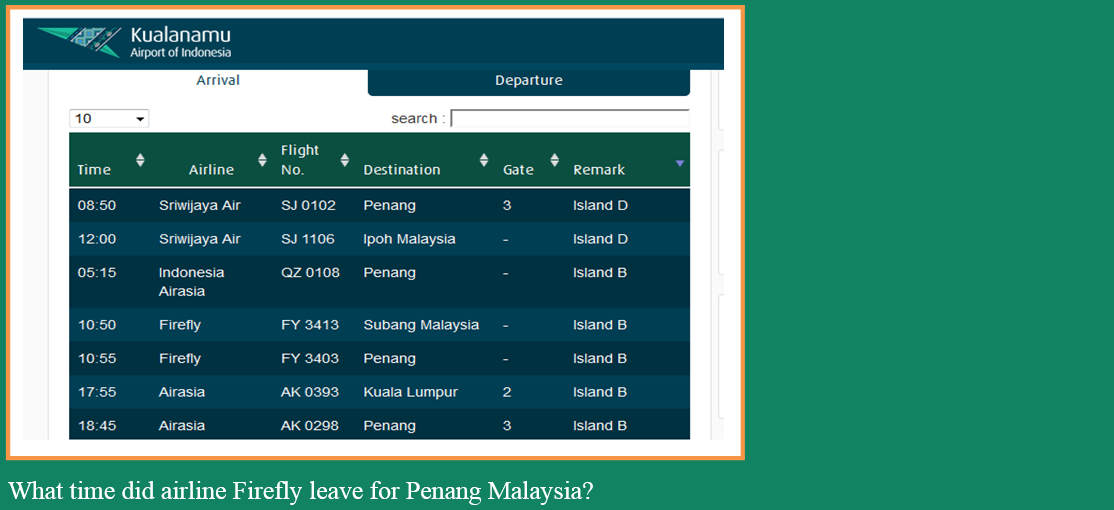 Kualanamu
Airport of Indonesia
Arrival Departure
10 search :
Time Airline Flight No. Destination Gate Remark
08:50 Sriwijaya Air SJ 0102 Penang 3 Island D
12:00 Sriwijaya Air SJ 1106 Ipoh Malaysia - Island D
05:15 Indonesia Airasia QZ 0108 Penang - Island B
10:50 Firefly FY 3413 Subang Malaysia - Island B
10:55 Firefly FY 3403 Penang - Island B
17:55 Airasia AK 0393 Kuala Lumpur 2 Island B
18:45 Airasia AK 0298 Penang 3 Island B
What time did airline Firefly leave for Penang Malaysia?